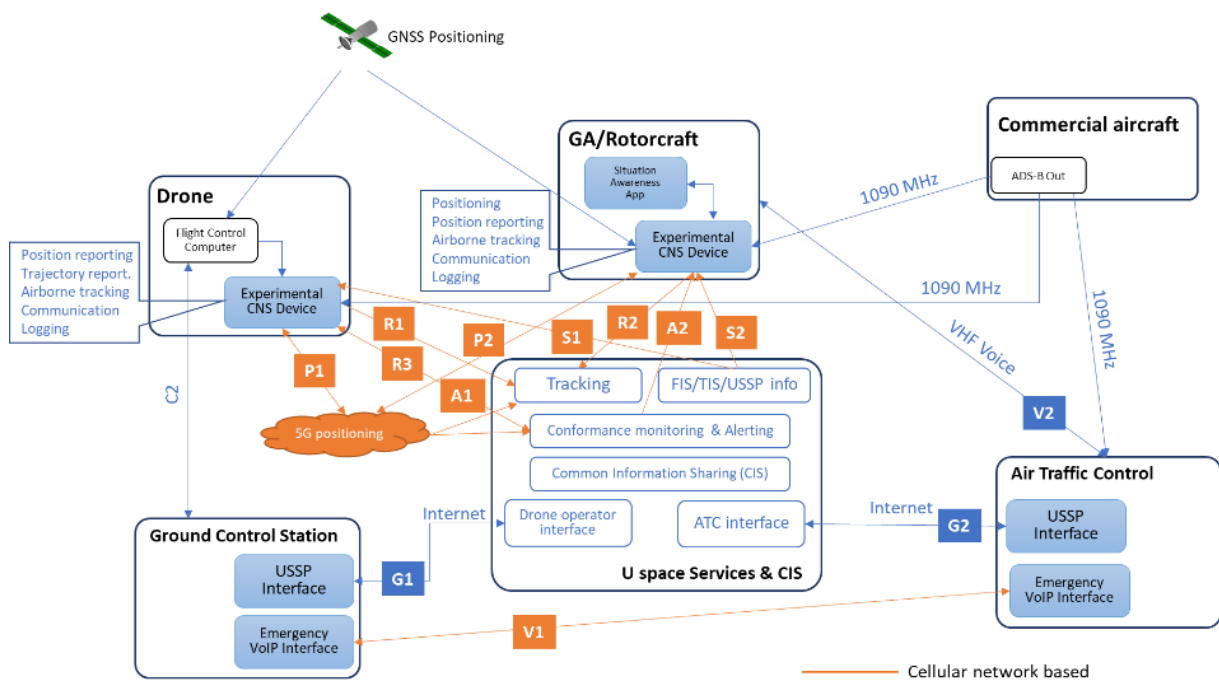 GNSS Positioning
GA/Rotorcraft
Situation
Awareness
App
Experimental
CNS Device
Positioning
Position reporting
Airborne tracking
Communication
Logging
Commercial aircraft
ADS-B Out
1090 MHz
1090 MHz
1090 MHz
Drone
Flight Control
Computer
Experimental
CNS Device
Position reporting
Trajectory report.
Airborne tracking
Communication
Logging
R1
P2
S1
R2
A2
S2
P1
R3
A1
C2
VHF Voice
V2
5G positioning
Tracking
FIS/TIS/USSP info
Conformance monitoring & Alerting
Common Information Sharing (CIS)
Drone operator
interface
ATC interface
U space Services & CIS
Internet
G1
Internet
G2
Ground Control Station
USSP
Interface
Emergency
VoIP Interface
V1
Air Traffic Control
USSP
Interface
Emergency
VoIP Interface
Cellular network based